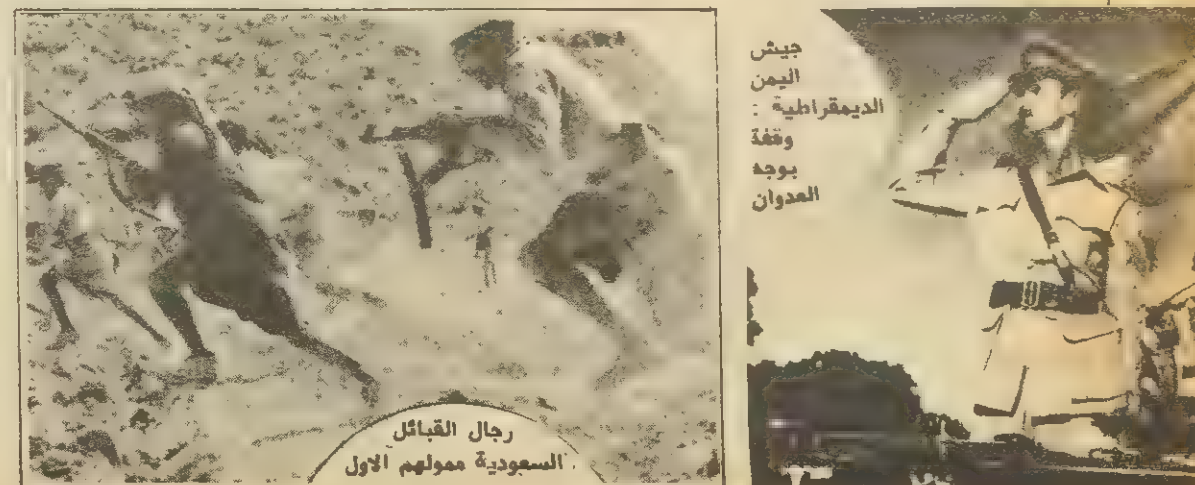 جيش
اليمن
الديمقراطية :
وقفة
بوجه
العدوان
رجال القبائل
السعودية ممولهم الاول